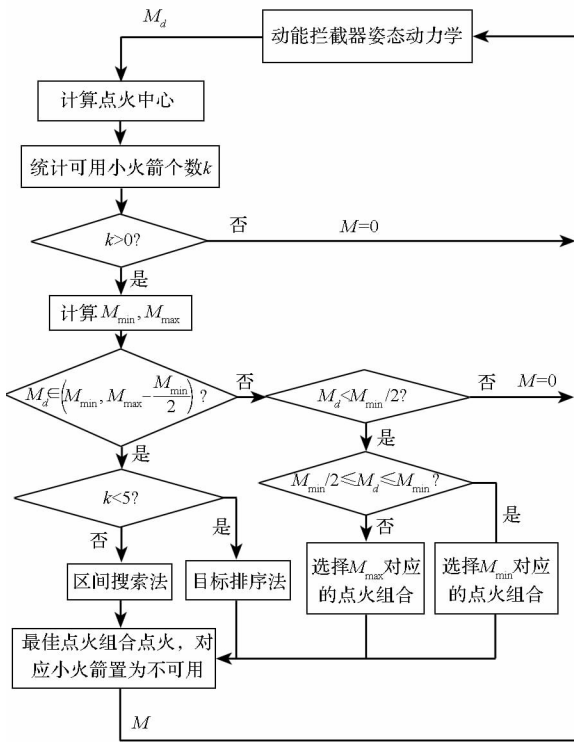 M_d
动能拦截器姿态动力学
计算点火中心
统计可用小火箭个数k
k>0?
否
M=0
是
计算M_min,M_max
M_d∈(M_min, M_max-M_min/2)?
否
M_d<M_min/2?
否
M=0
是
是
M_min/2≤M_d≤M_min?
k<5?
是
否
是
否
区间搜索法
目标排序法
选择M_max对应
的点火组合
选择M_min对应
的点火组合
最佳点火组合点火，对
应小火箭置为不可用
M